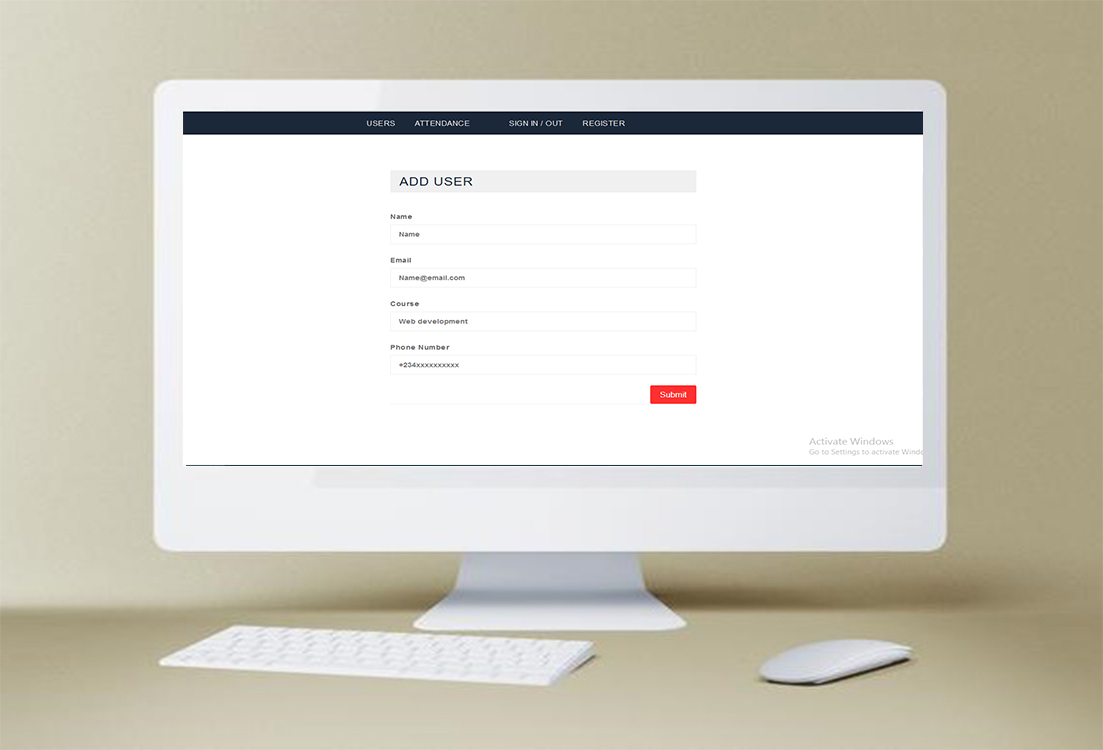 USERS ATTENDANCE SIGN IN / OUT REGISTER
ADD USER
Name
Name
Email
Name@email.com
Course
Web development
Phone Number
+234xxxxxxxxxx
Submit
Activate Windows
Go to Settings to activate Windo